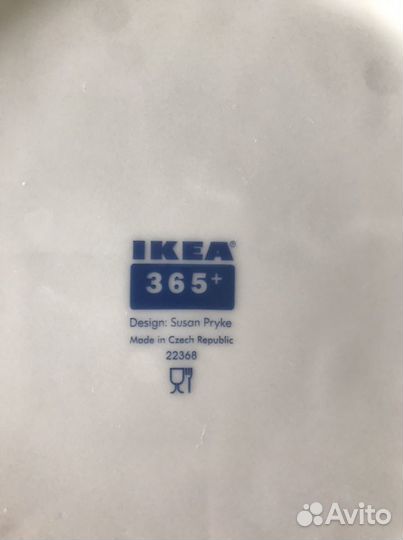 IKEA®
365+
Design: Susan Pryke
Made in Czech Republic
22368
Avito